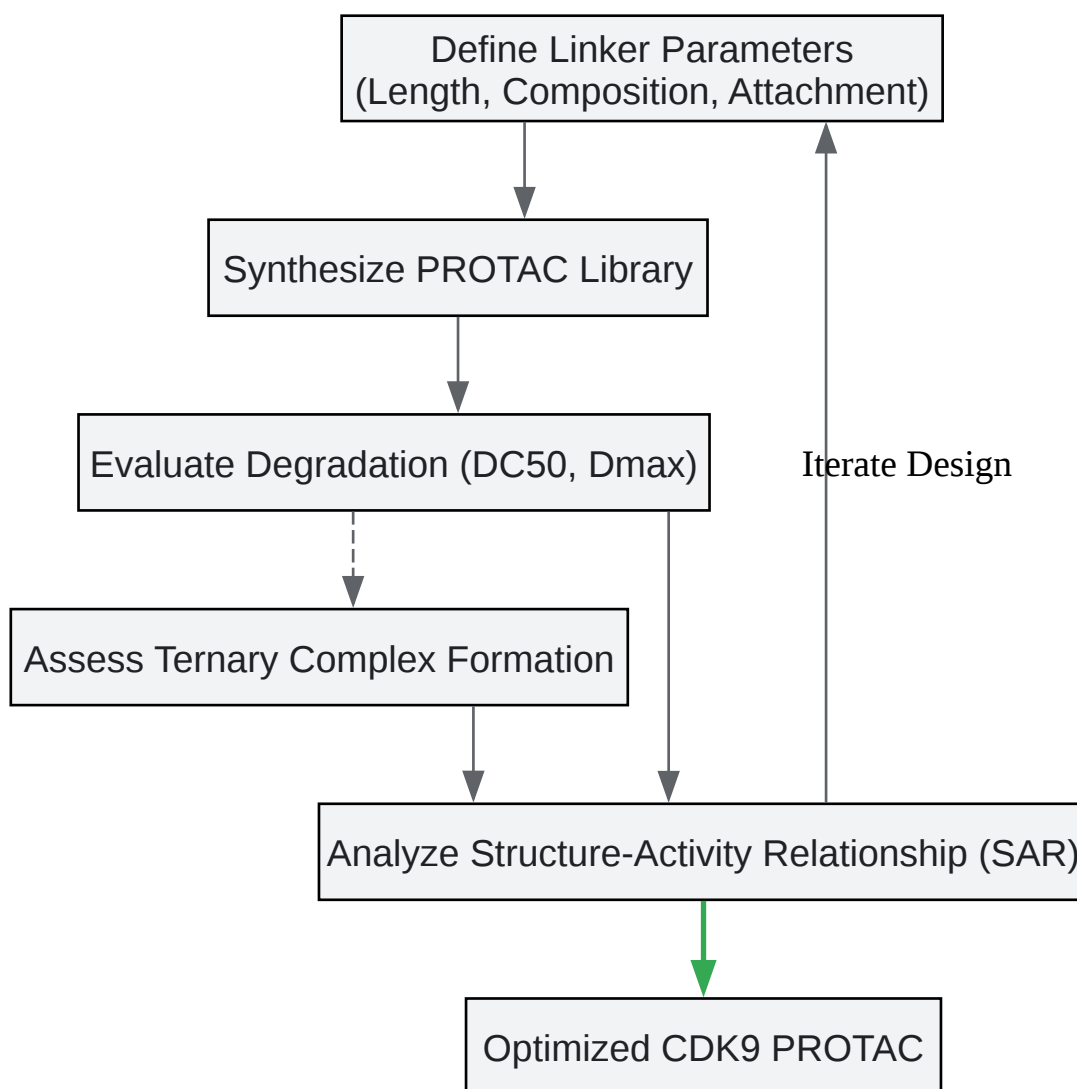 Define Linker Parameters
(Length, Composition, Attachment)
Synthesize PROTAC Library
Evaluate Degradation (DC50, Dmax)
Iterate Design
Assess Ternary Complex Formation
Analyze Structure-Activity Relationship (SAR)
Optimized CDK9 PROTAC